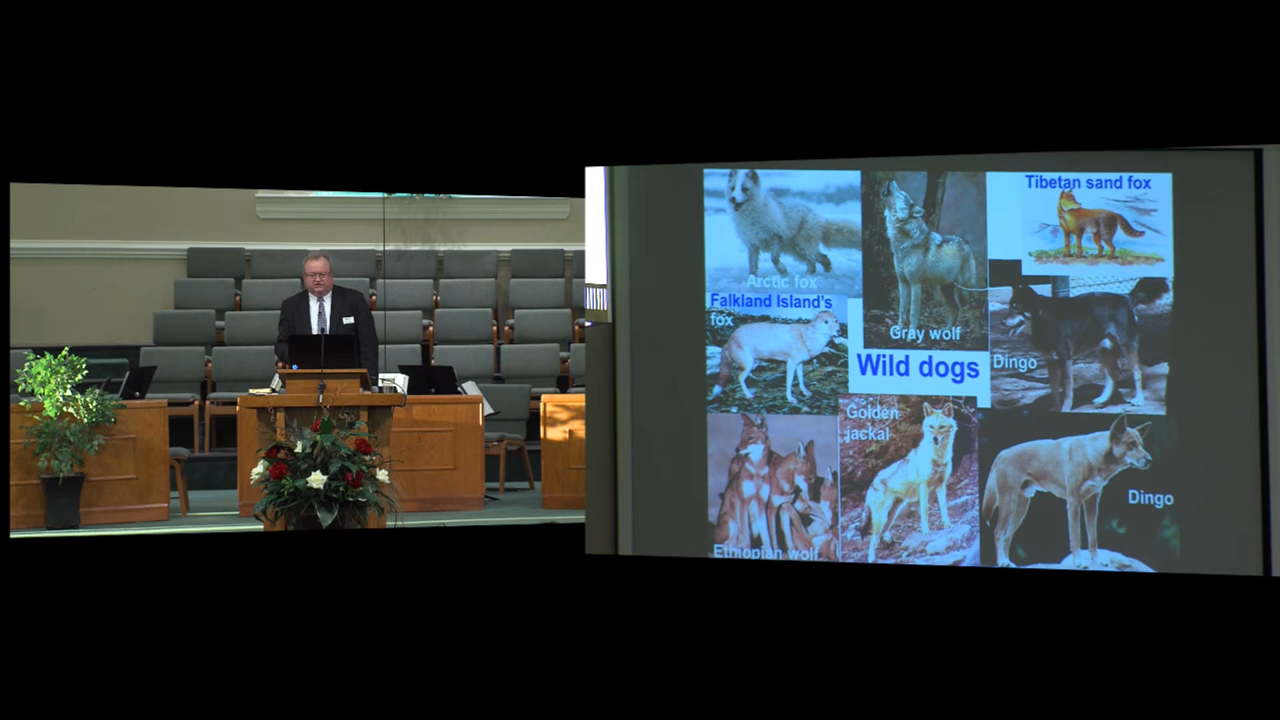 Tibetan sand fox
Arctic fox
Falkland Island's
fox
Gray wolf
Wild dogs
Dingo
Golden
jackal
Dingo
Ethiopian wolf